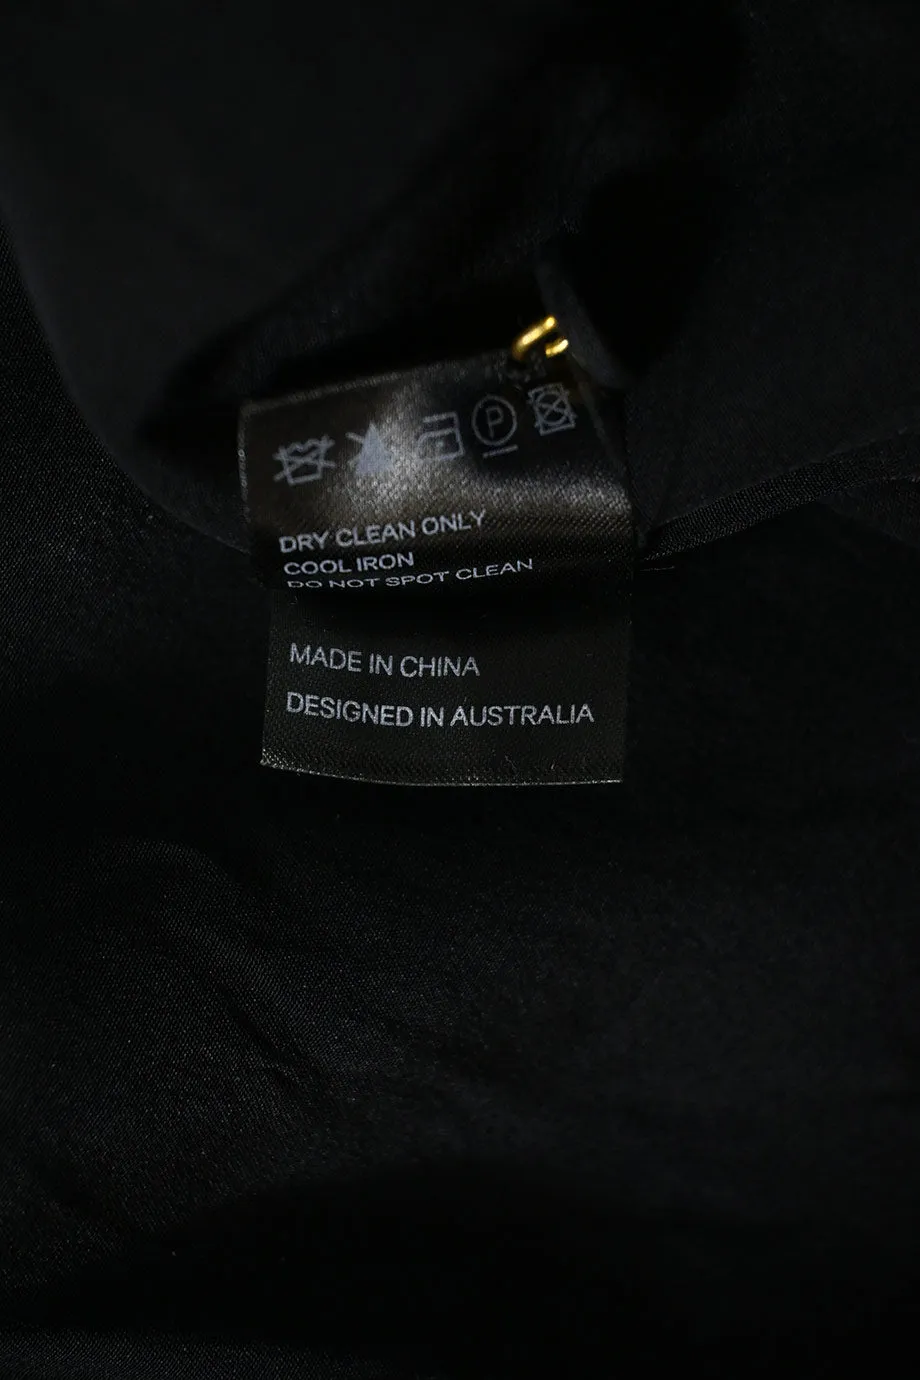 P
DRY CLEAN ONLY
COOL IRON
DO NOT SPOT CLEAN
MADE IN CHINA
DESIGNED IN AUSTRALIA